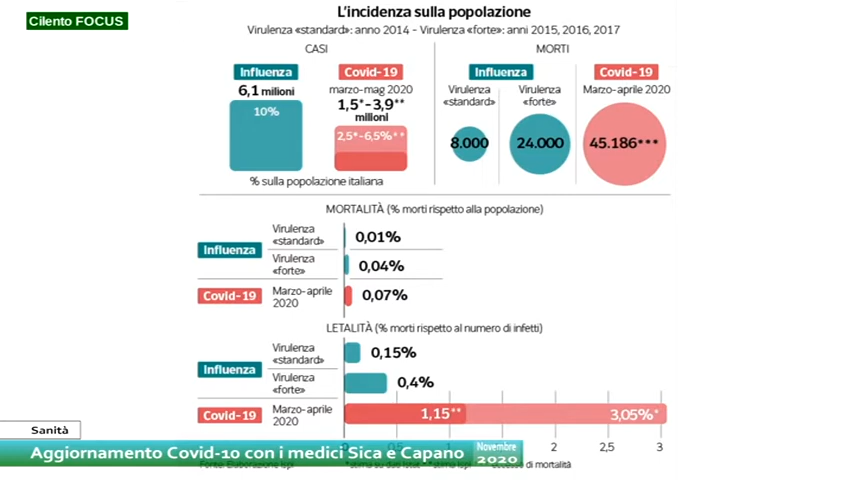 Cilento FOCUS
L'incidenza sulla popolazione
Virulenza «standard»: anno 2014 - Virulenza «forte»: anni 2015, 2016, 2017
CASI
MORTI
Influenza
Covid-19
Influenza
Covid-19
6,1 milioni
marzo-mag 2020
1,5*-3,9**
milioni
Virulenza
«standard»
Virulenza
«forte»
Marzo-aprile 2020
10%
2,5*-6,5%**
8.000
24.000
45.186***
% sulla popolazione italiana
MORTALITÀ (% morti rispetto alla popolazione)
Influenza
Virulenza
«standard»
0,01%
Virulenza
«forte»
0,04%
Covid-19
Marzo-aprile
2020
0,07%
LETALITÀ (% morti rispetto al numero di infetti)
Influenza
Virulenza
«standard»
0,15%
Virulenza
«forte»
0,4%
Covid-19
Marzo-aprile
2020
1,15**
3,05%*
2
2,5
3
Sanità
Aggiornamento Covid-10 con i medici Sica e Capano
Novembre
2020
di mortalità